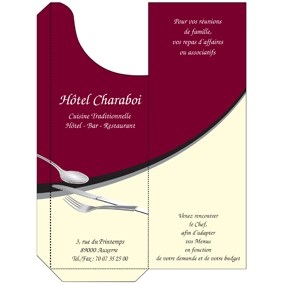 Pour vos réunions
de famille,
vos repas d'affaires
ou associatifs
Hôtel Charaboi
Cuisine Traditionnelle
Hôtel - Bar - Restaurant
3, rue du Printemps
89000 Auxerre
Tél./Fax : 70 07 35 25 00
Venez rencontrer
le Chef,
afin d'adapter
vos Menus
en fonction
de votre demande et de votre budget